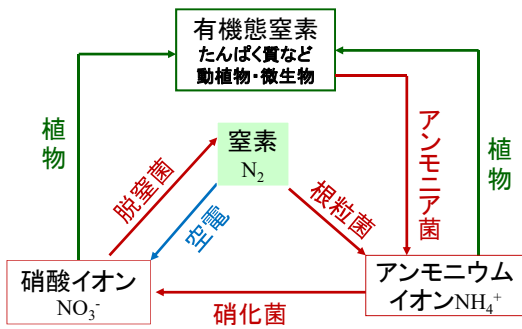 有機態窒素
たんぱく質など
動植物・微生物
植物
アンモニア菌
植物
窒素
N₂
脱窒菌
空電
根粒菌
硝酸イオン
NO₃⁻
硝化菌
アンモニウム
イオンNH₄⁺